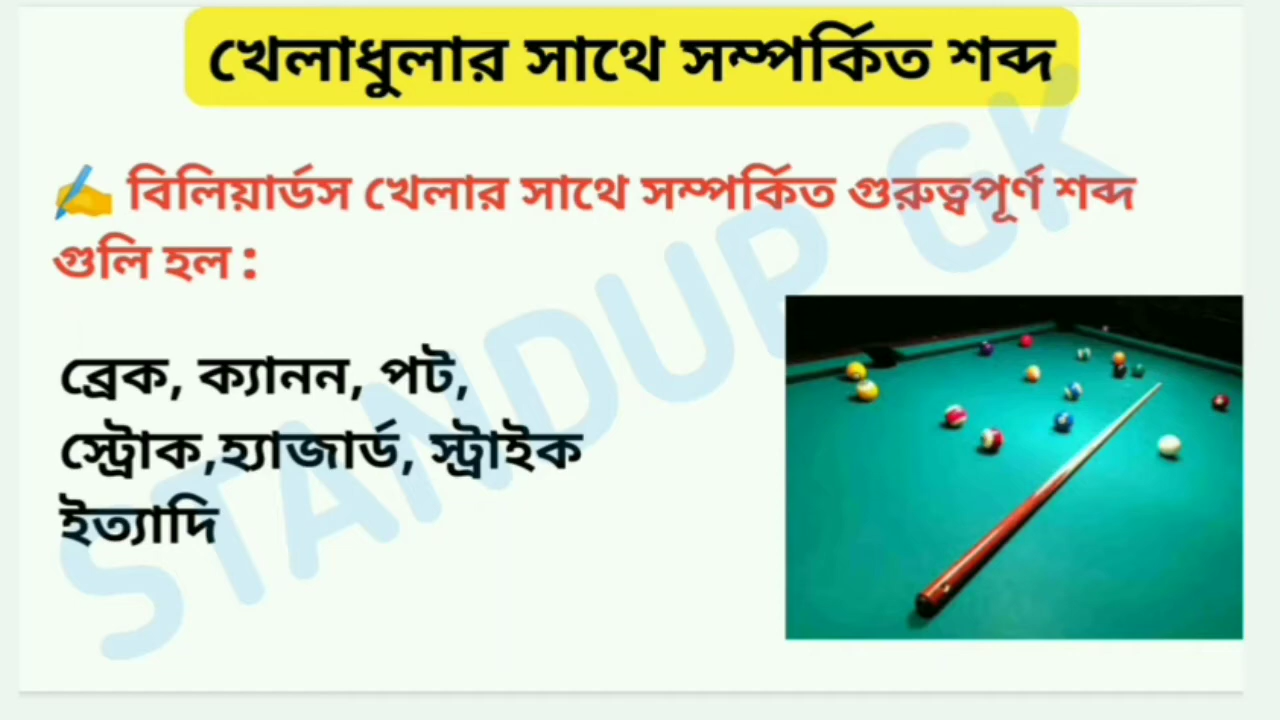 খেলাধুলার সাথে সম্পর্কিত শব্দ
✍️ বিলিয়ার্ডস খেলার সাথে সম্পর্কিত গুরুত্বপূর্ণ শব্দ
গুলি হল :
ব্রেক, ক্যানন, পট,
স্ট্রোক,হ্যাজার্ড, স্ট্রাইক
ইত্যাদি
STANDUP GK